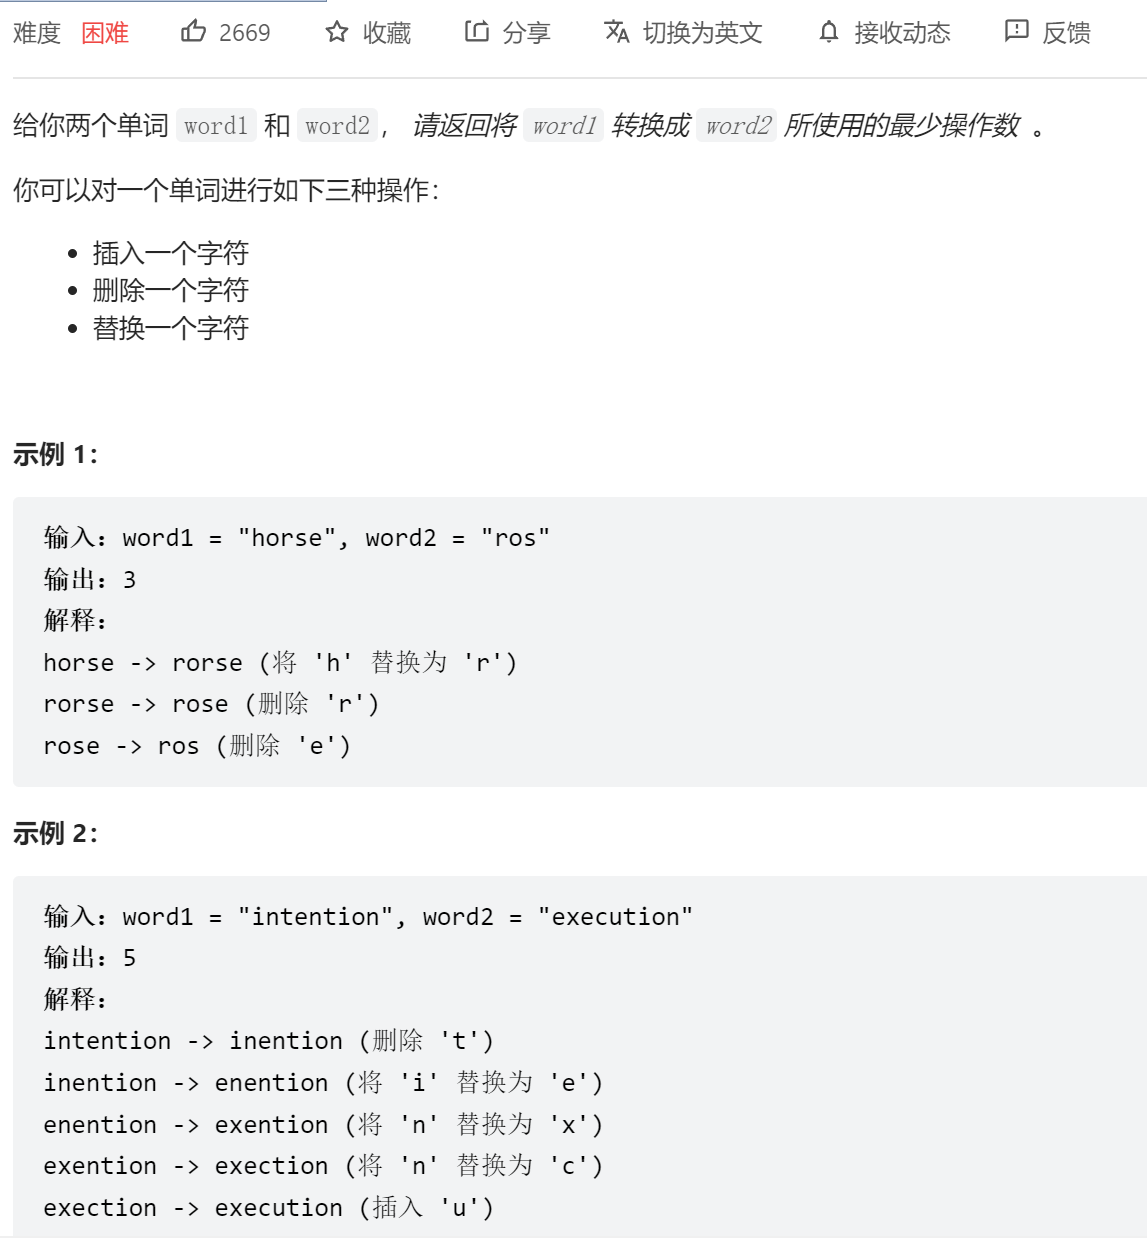 难度 困难 2669 收藏 分享 切换为英文 接收动态 反馈
给你两个单词 word1 和 word2， 请返回将 word1 转换成 word2 所使用的最少操作数 。
你可以对一个单词进行如下三种操作：
• 插入一个字符
• 删除一个字符
• 替换一个字符
示例 1：
输入：word1 = "horse", word2 = "ros"
输出：3
解释：
horse -> rorse (将 'h' 替换为 'r')
rorse -> rose (删除 'r')
rose -> ros (删除 'e')
示例 2：
输入：word1 = "intention", word2 = "execution"
输出：5
解释：
intention -> inention (删除 't')
inention -> enention (将 'i' 替换为 'e')
enention -> exention (将 'n' 替换为 'x')
exention -> exection (将 'n' 替换为 'c')
exection -> execution (插入 'u')